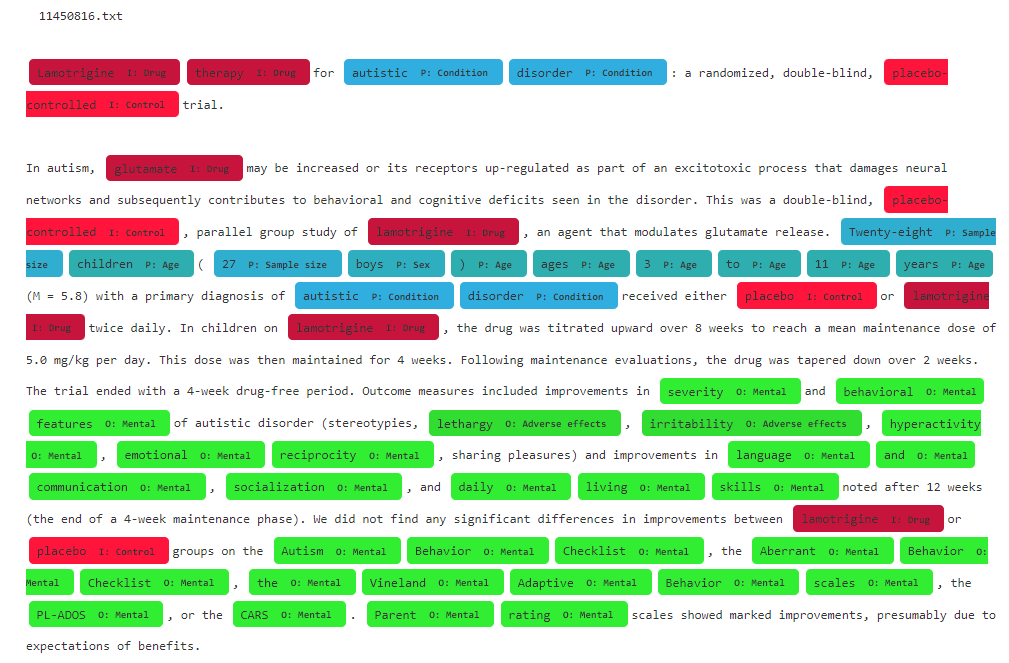 11450816.txt
Lamotrigine I: Drug therapy I: Drug for autistic P: Condition disorder P: Condition : a randomized, double-blind, placebo-
controlled I: Control trial.
In autism, glutamate I: Drug may be increased or its receptors up-regulated as part of an excitotoxic process that damages neural
networks and subsequently contributes to behavioral and cognitive deficits seen in the disorder. This was a double-blind, placebo-
controlled I: Control , parallel group study of lamotrigine I: Drug , an agent that modulates glutamate release. Twenty-eight P: Sample
size children P: Age ( 27 P: Sample size boys P: Sex ) P: Age ages P: Age 3 P: Age to P: Age 11 P: Age years P: Age
(M = 5.8) with a primary diagnosis of autistic P: Condition disorder P: Condition received either placebo I: Control or lamotrigine
I: Drug twice daily. In children on lamotrigine I: Drug , the drug was titrated upward over 8 weeks to reach a mean maintenance dose of
5.0 mg/kg per day. This dose was then maintained for 4 weeks. Following maintenance evaluations, the drug was tapered down over 2 weeks.
The trial ended with a 4-week drug-free period. Outcome measures included improvements in severity O: Mental and behavioral O: Mental
features O: Mental of autistic disorder (stereotypies, lethargy O: Adverse effects , irritability O: Adverse effects , hyperactivity
O: Mental , emotional O: Mental reciprocity O: Mental , sharing pleasures) and improvements in language O: Mental and O: Mental
communication O: Mental , socialization O: Mental , and daily O: Mental living O: Mental skills O: Mental noted after 12 weeks
(the end of a 4-week maintenance phase). We did not find any significant differences in improvements between lamotrigine I: Drug or
placebo I: Control groups on the Autism O: Mental Behavior O: Mental Checklist O: Mental , the Aberrant O: Mental Behavior O:
Mental Checklist O: Mental , the O: Mental Vineland O: Mental Adaptive O: Mental Behavior O: Mental scales O: Mental , the
PL-ADOS O: Mental , or the CARS O: Mental . Parent O: Mental rating O: Mental scales showed marked improvements, presumably due to
expectations of benefits.